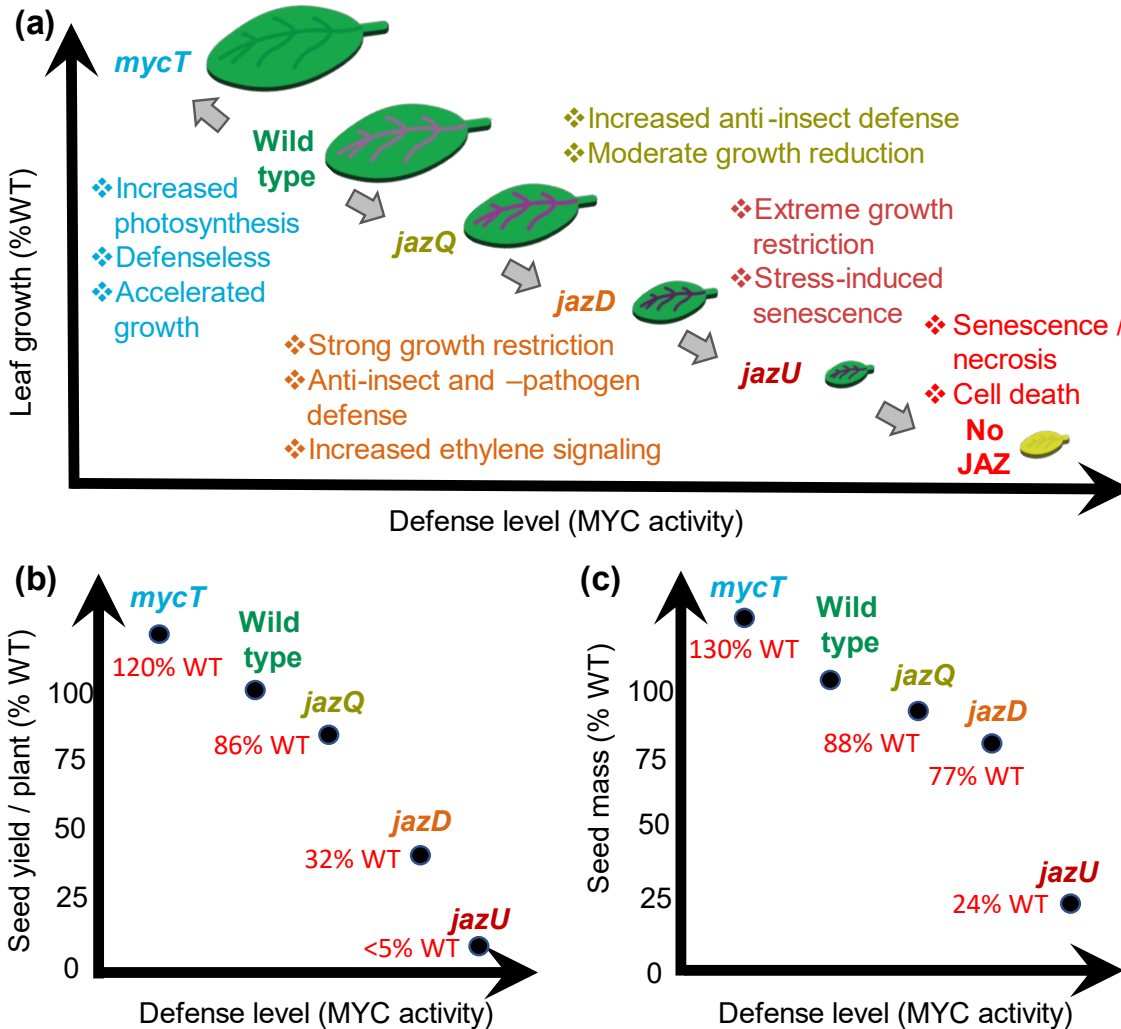 (a)
mycT
Wild
type
❖Increased anti-insect defense
❖Moderate growth reduction
❖Increased
photosynthesis
❖Defenseless
❖Accelerated
growth
jazQ
❖Extreme growth
restriction
❖Stress-induced
senescence
jazD
❖Strong growth restriction
❖Anti-insect and –pathogen
defense
❖Increased ethylene signaling
jazU
❖Senescence /
necrosis
❖Cell death
No
JAZ
Leaf growth (%WT)
Defense level (MYC activity)
(b)
mycT
120% WT
Wild
type
jazQ
86% WT
jazD
32% WT
jazU
<5% WT
100
75
50
25
0
Seed yield / plant (% WT)
Defense level (MYC activity)
(c)
mycT
130% WT
Wild
type
jazQ
88% WT
jazD
77% WT
jazU
24% WT
100
75
50
25
0
Seed mass (% WT)
Defense level (MYC activity)